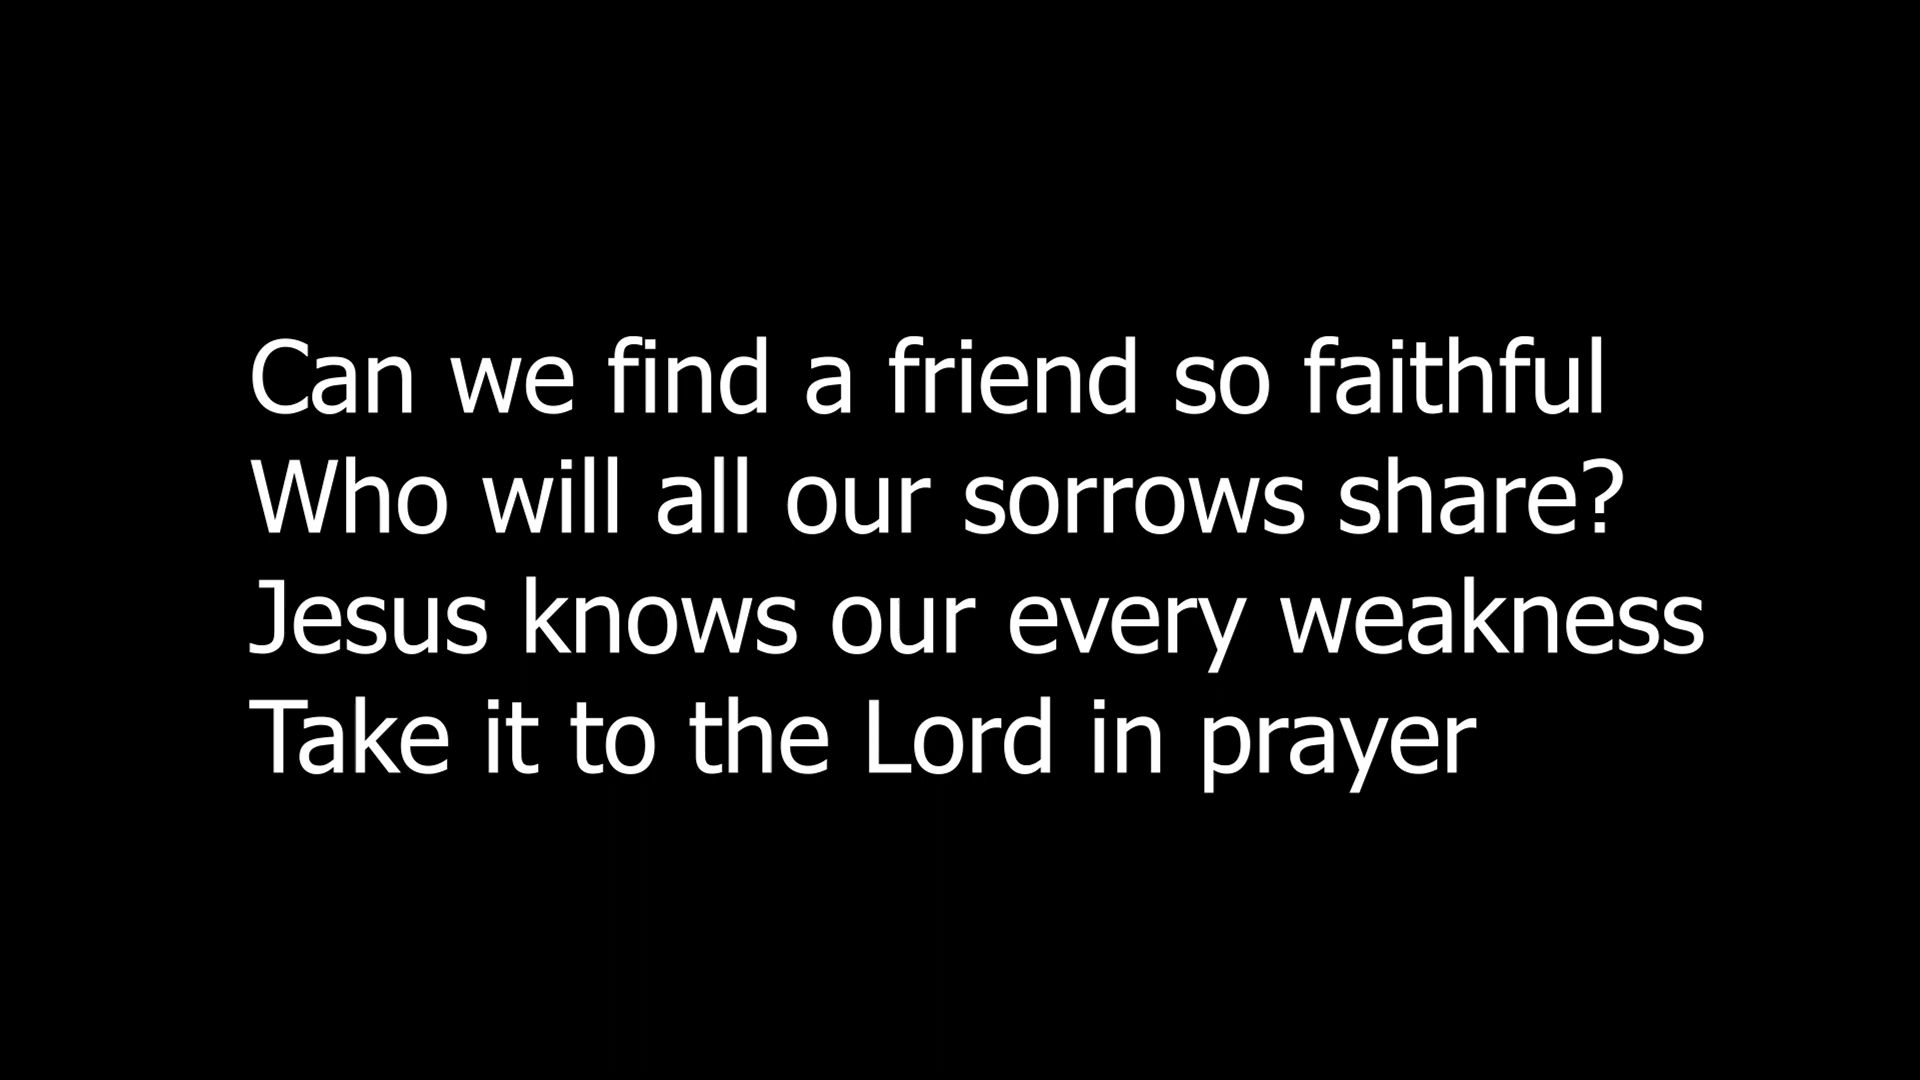 Can we find a friend so faithful
Who will all our sorrows share?
Jesus knows our every weakness
Take it to the Lord in prayer